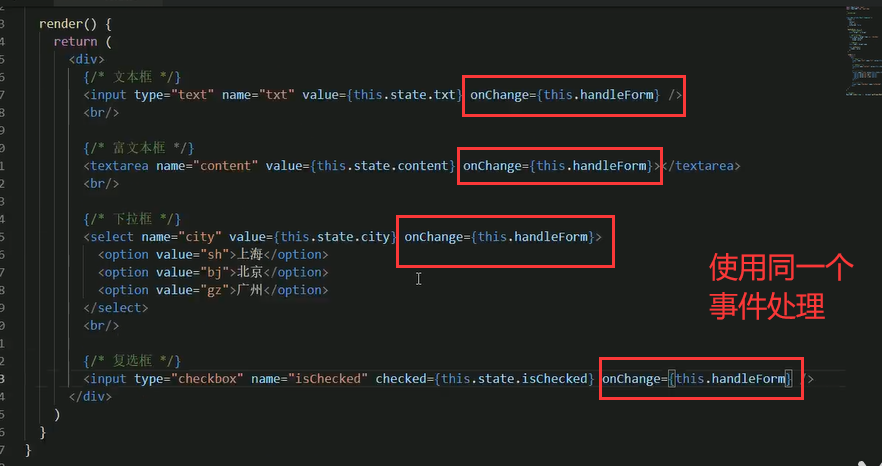 render() {
return (
<div>
{/* 文本框 */}
<input type="text" name="txt" value={this.state.txt} onChange={this.handleForm} />
<br/>
{/* 富文本框 */}
<textarea name="content" value={this.state.content} onChange={this.handleForm}></textarea>
<br/>
{/* 下拉框 */}
<select name="city" value={this.state.city} onChange={this.handleForm}>
<option value="sh">上海</option>
<option value="bj">北京</option>
<option value="gz">广州</option>
</select>
<br/>
{/* 复选框 */}
<input type="checkbox" name="isChecked" checked={this.state.isChecked} onChange={this.handleForm} />
</div>
)
}
}
使用同一个
事件处理